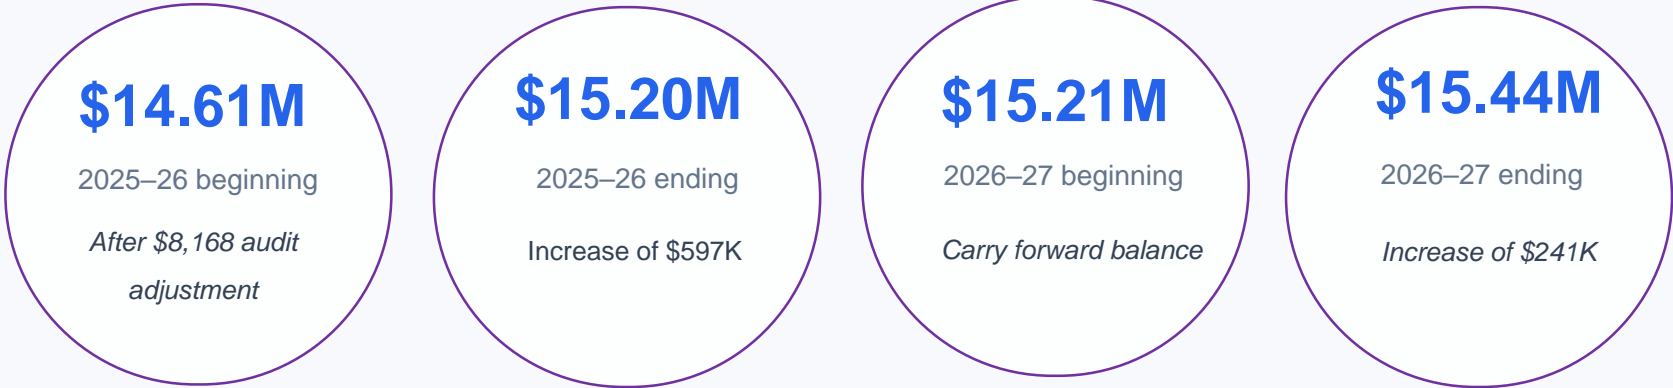 $14.61M
2025–26 beginning
After $8,168 audit
adjustment
$15.20M
2025–26 ending
Increase of $597K
$15.21M
2026–27 beginning
Carry forward balance
$15.44M
2026–27 ending
Increase of $241K